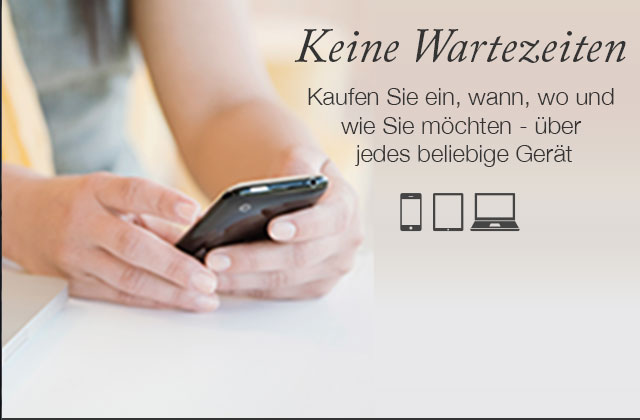 Keine Wartezeiten
Kaufen Sie ein, wann, wo und
wie Sie möchten - über
jedes beliebige Gerät